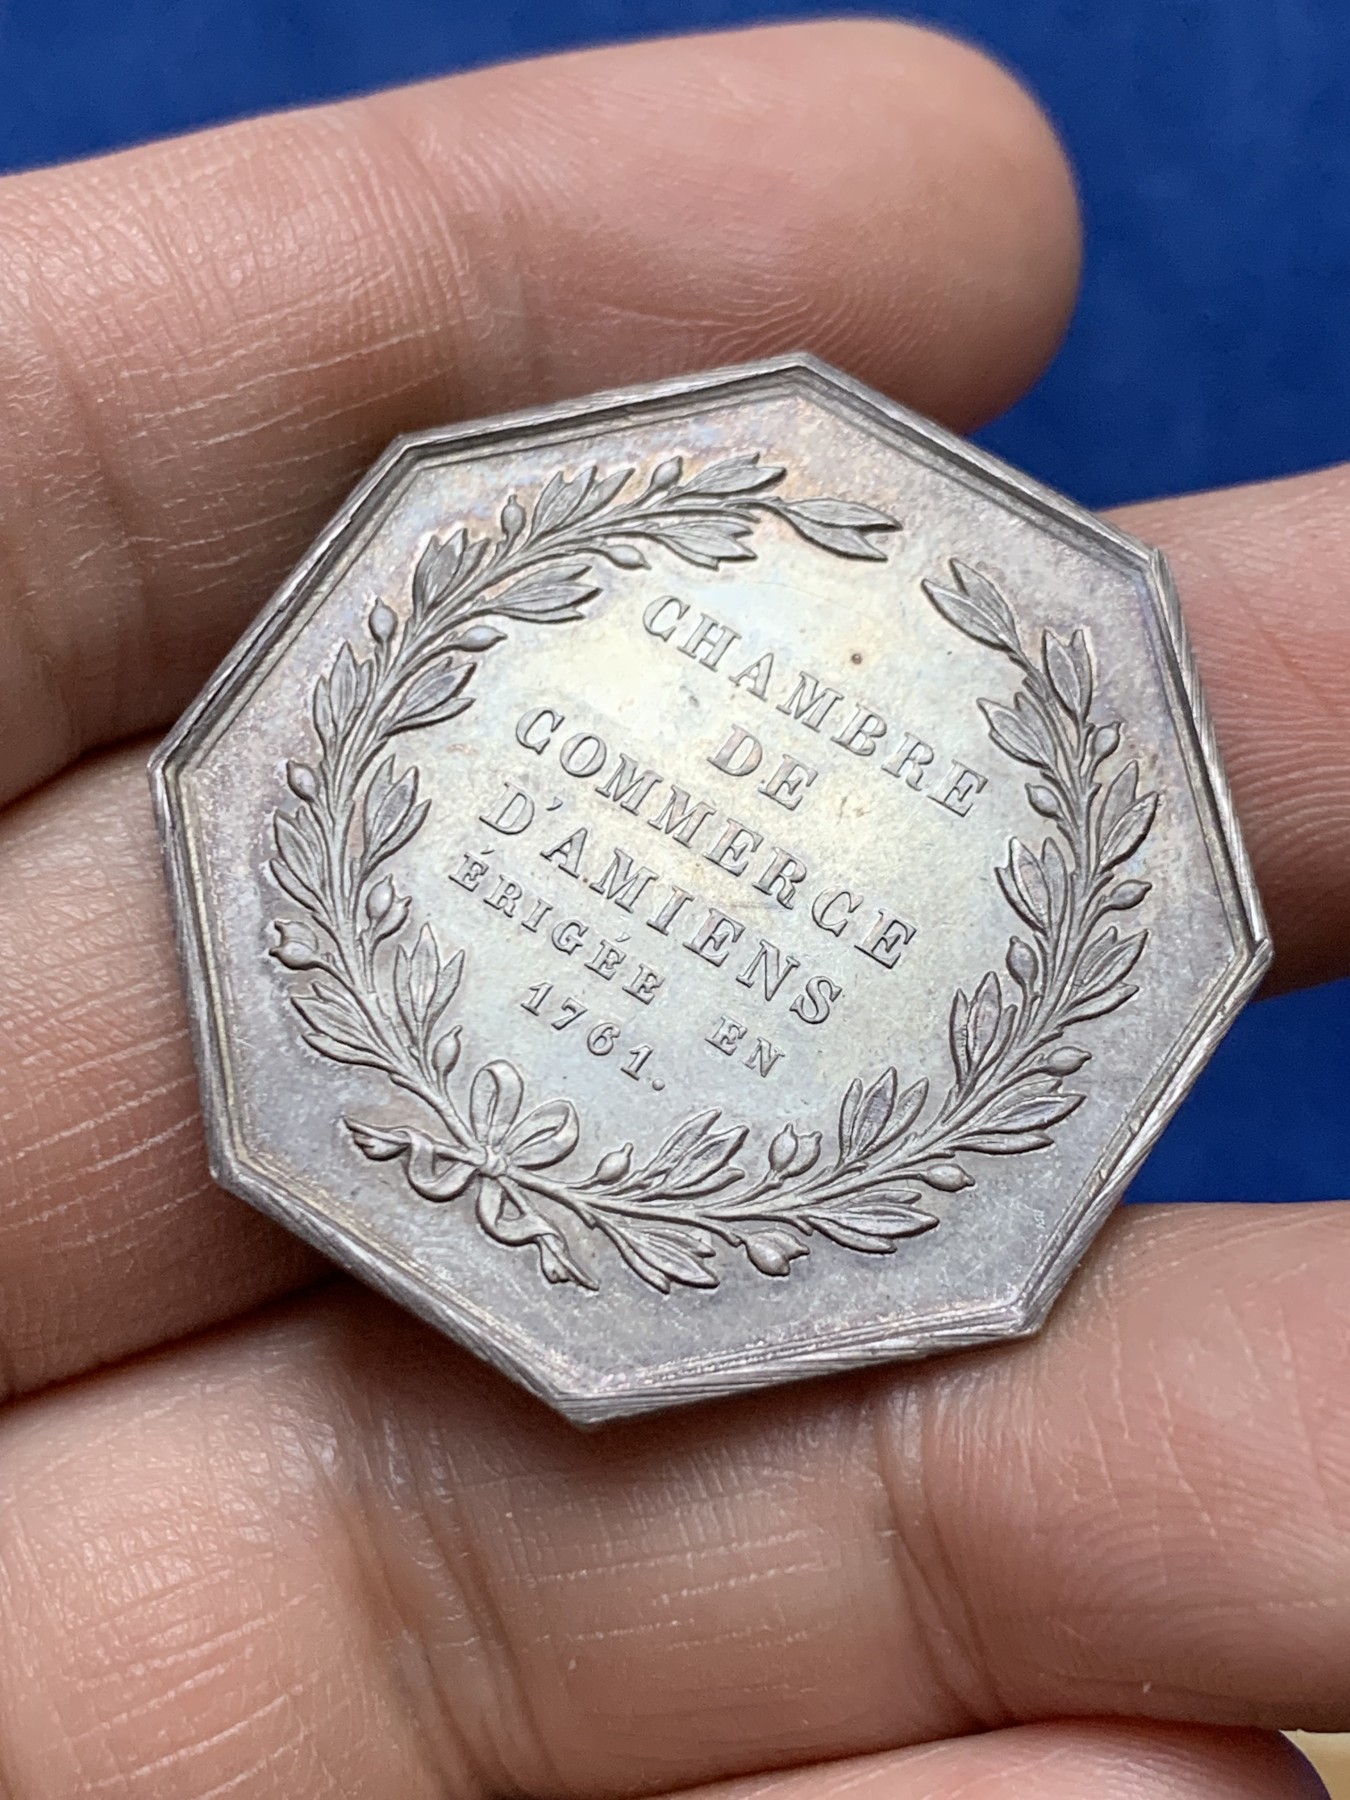 CHAMBRE
DE
COMMERCE
D'AMIENS
ÉRIGÉE EN
1761.